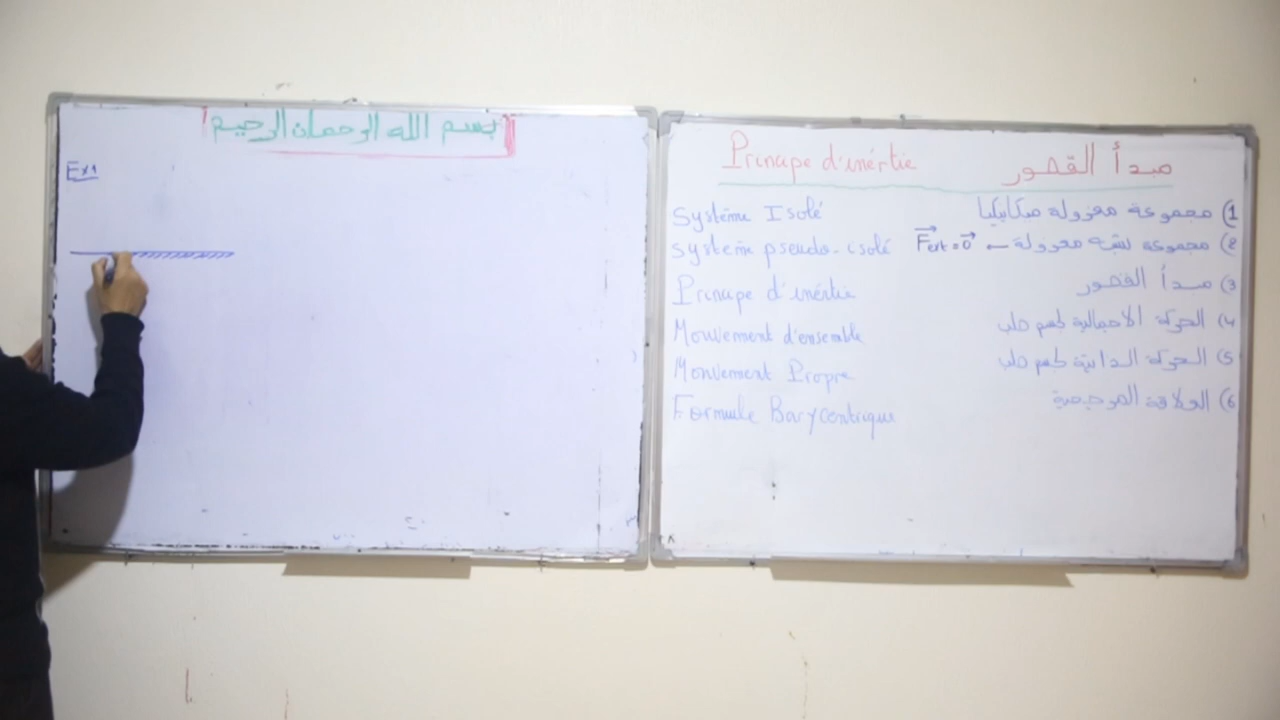 بسم الله الرحمان الرحيم
Ex1
Principe d'inértie مبدأ القصور
Systéme Isolé 1) مجموعة معزولة ميكانيكيا
systeme pseudo-isolé 2) مجموعة شبه معزولة ← F⃗ext = 0⃗
Principe d'inértie 3) مبدأ القصور
Mouvement d'ensemble 4) الحركة الاجمالية لجسم صلب
Mouvement Propre 5) الحركة الذاتية لجسم صلب
Formule Barycentrique 6) العلاقة المرجحية